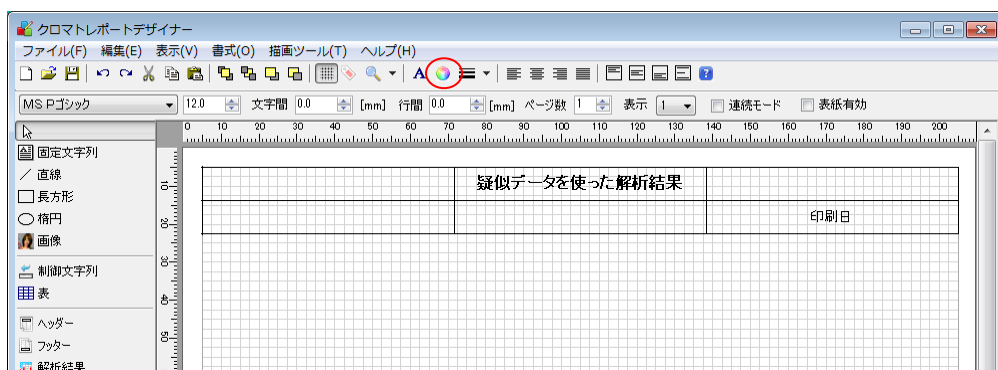 クロマトレポートデザイナー
ファイル(F) 編集(E) 表示(V) 書式(O) 描画ツール(T) ヘルプ(H)
MS Pゴシック 12.0 文字間 0.0 [mm] 行間 0.0 [mm] ページ数 1 表示 1 連続モード 表紙有効
0 10 20 30 40 50 60 70 80 90 100 110 120 130 140 150 160 170 180 190 200
固定文字列
直線
長方形
楕円
画像
制御文字列
表
ヘッダー
フッター
解析結果
10
20
30
40
50
疑似データを使った解析結果
印刷日